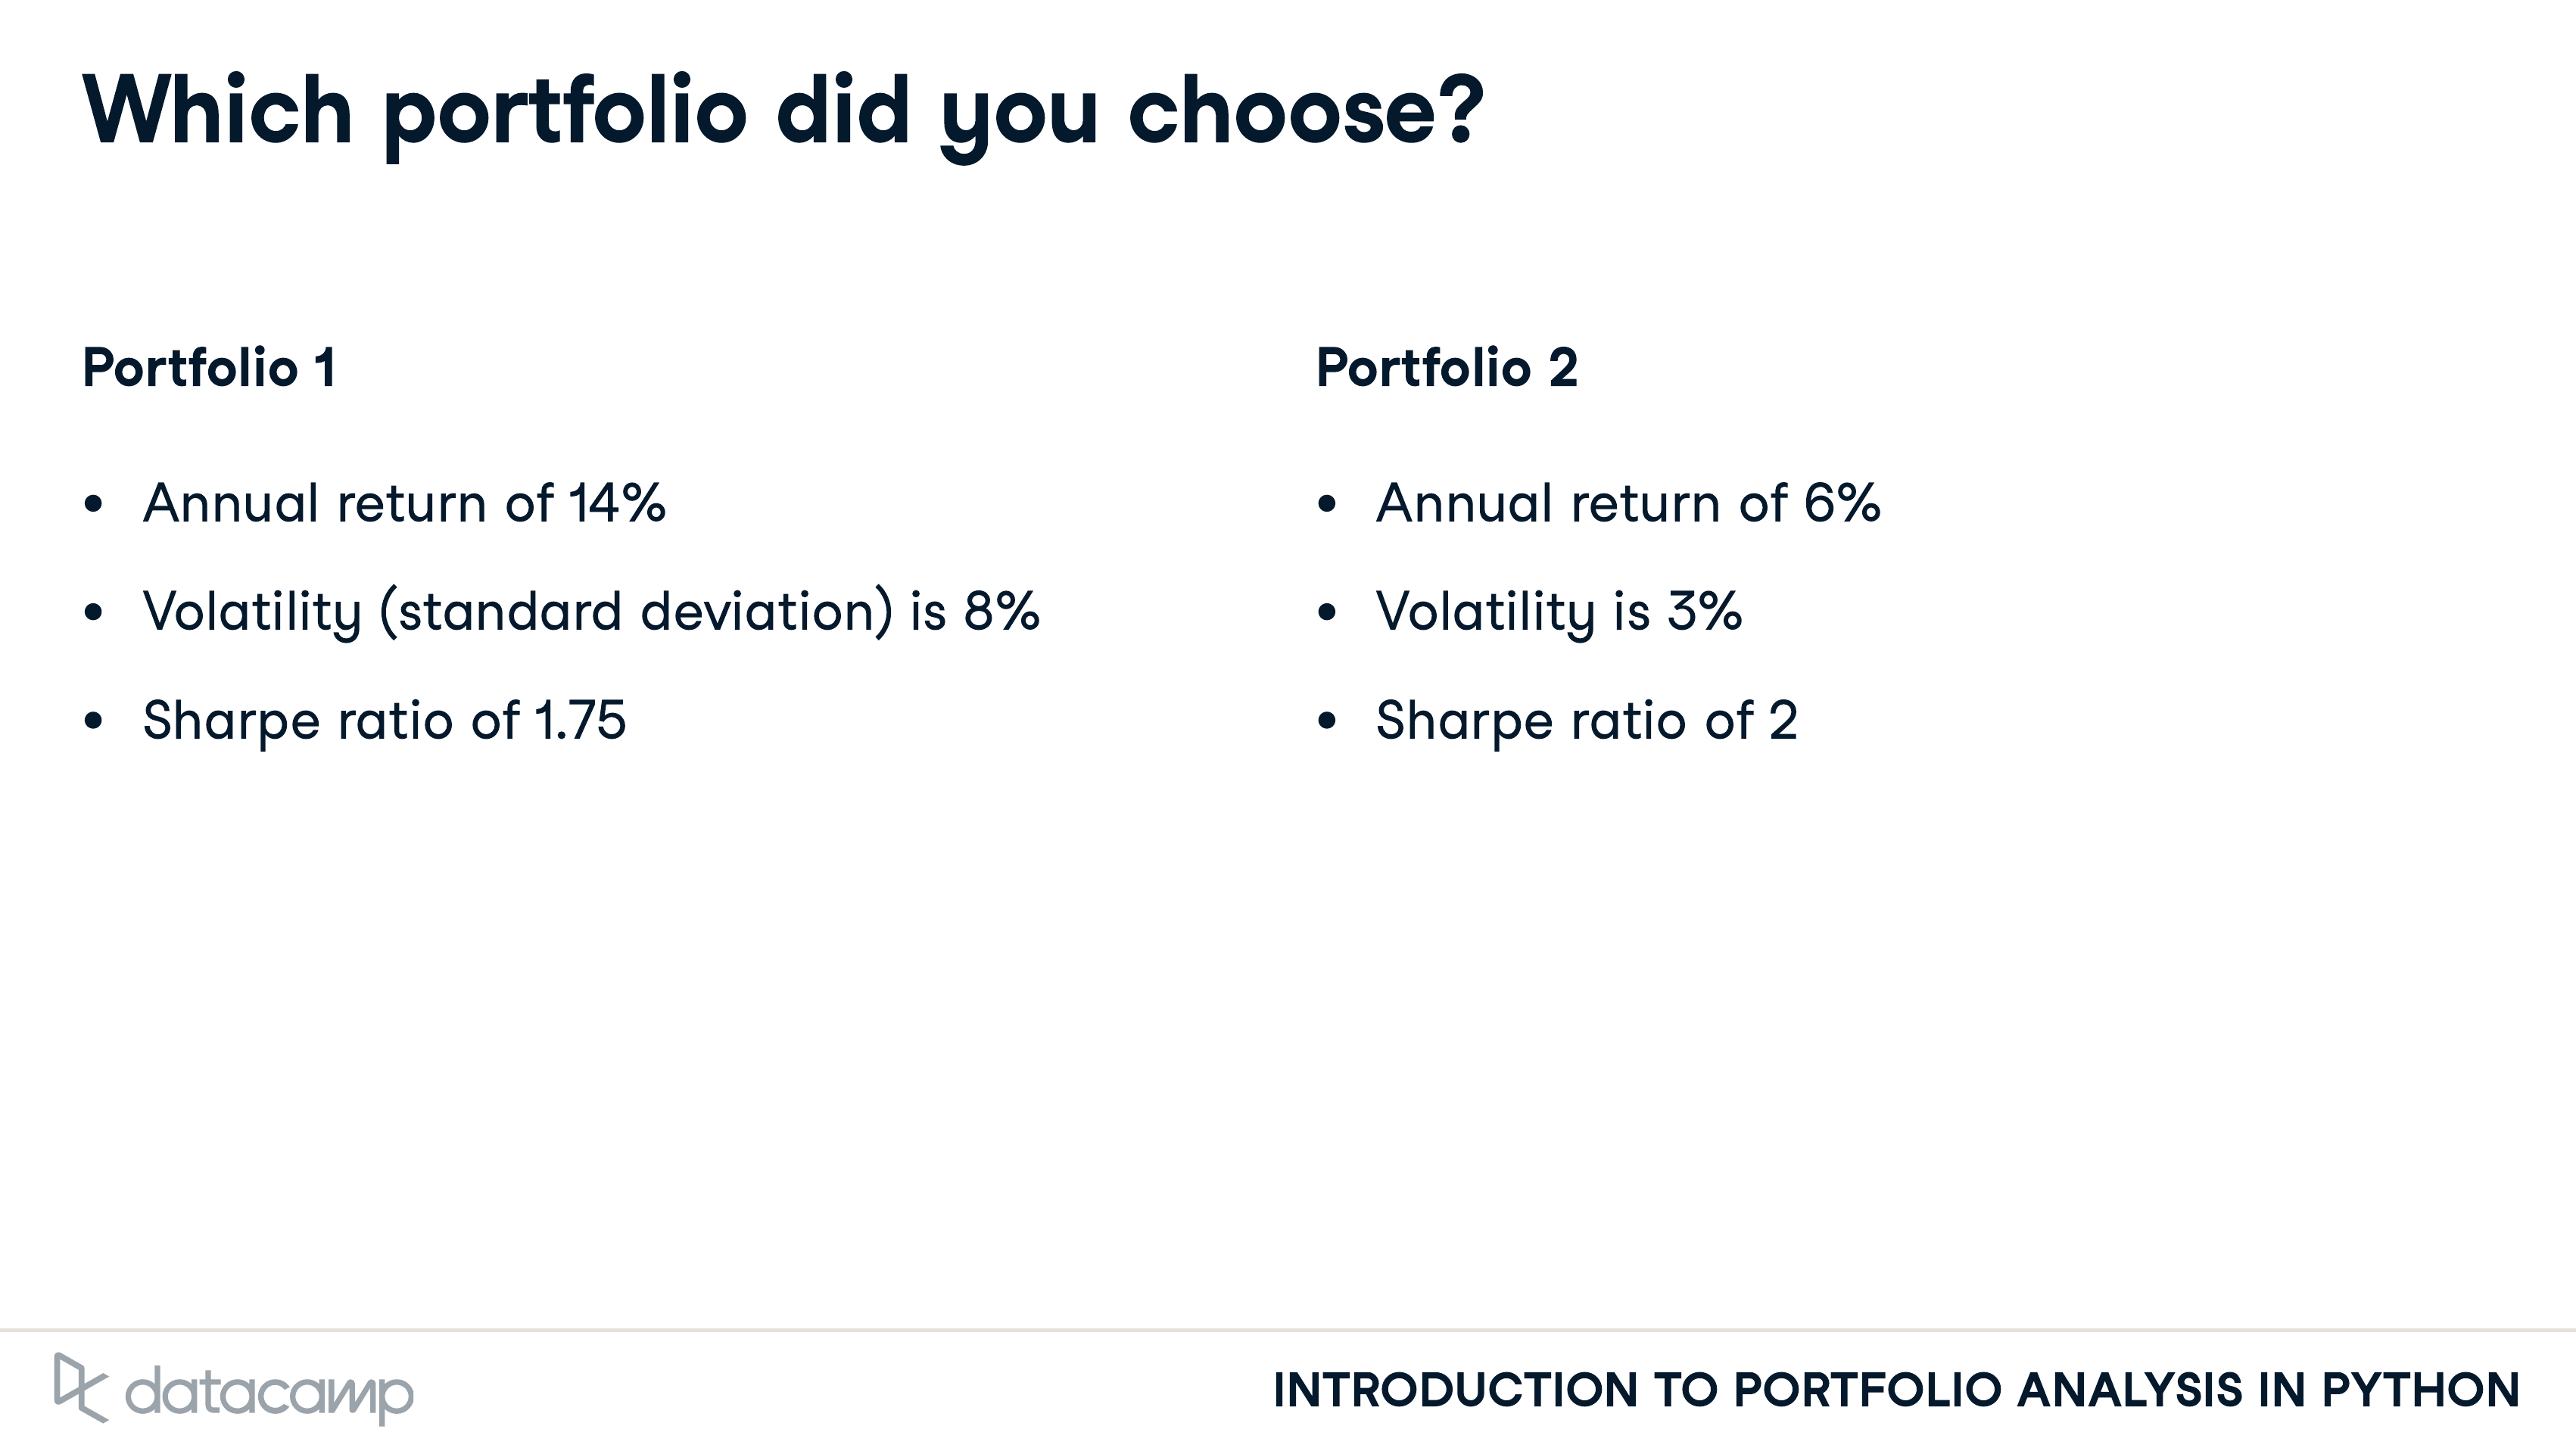 Which portfolio did you choose?
Portfolio 1
• Annual return of 14%
• Volatility (standard deviation) is 8%
• Sharpe ratio of 1.75
Portfolio 2
• Annual return of 6%
• Volatility is 3%
• Sharpe ratio of 2
datacamp
INTRODUCTION TO PORTFOLIO ANALYSIS IN PYTHON